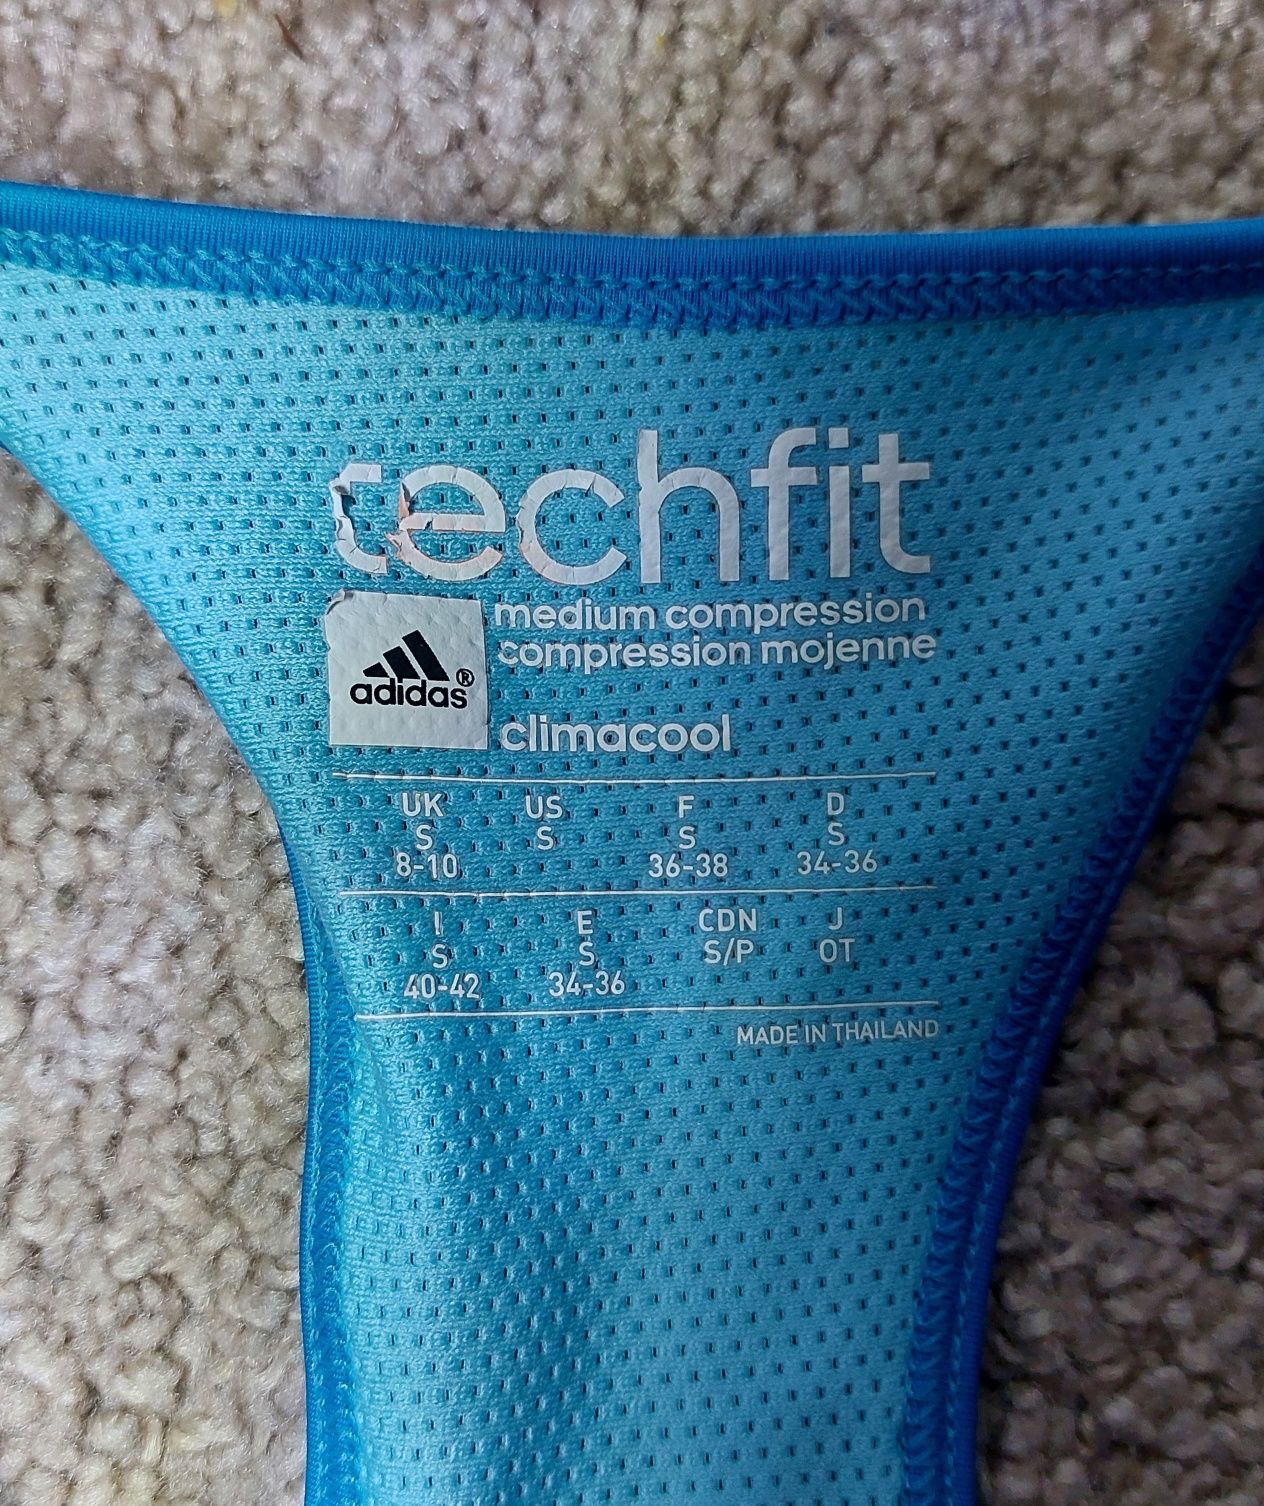 techfit
medium compression
compression mojenne
adidas®
climacool
UK US F D
S S S S
8-10 36-38 34-36
I E CDN J
S S S/P OT
40-42 34-36
MADE IN THAILAND